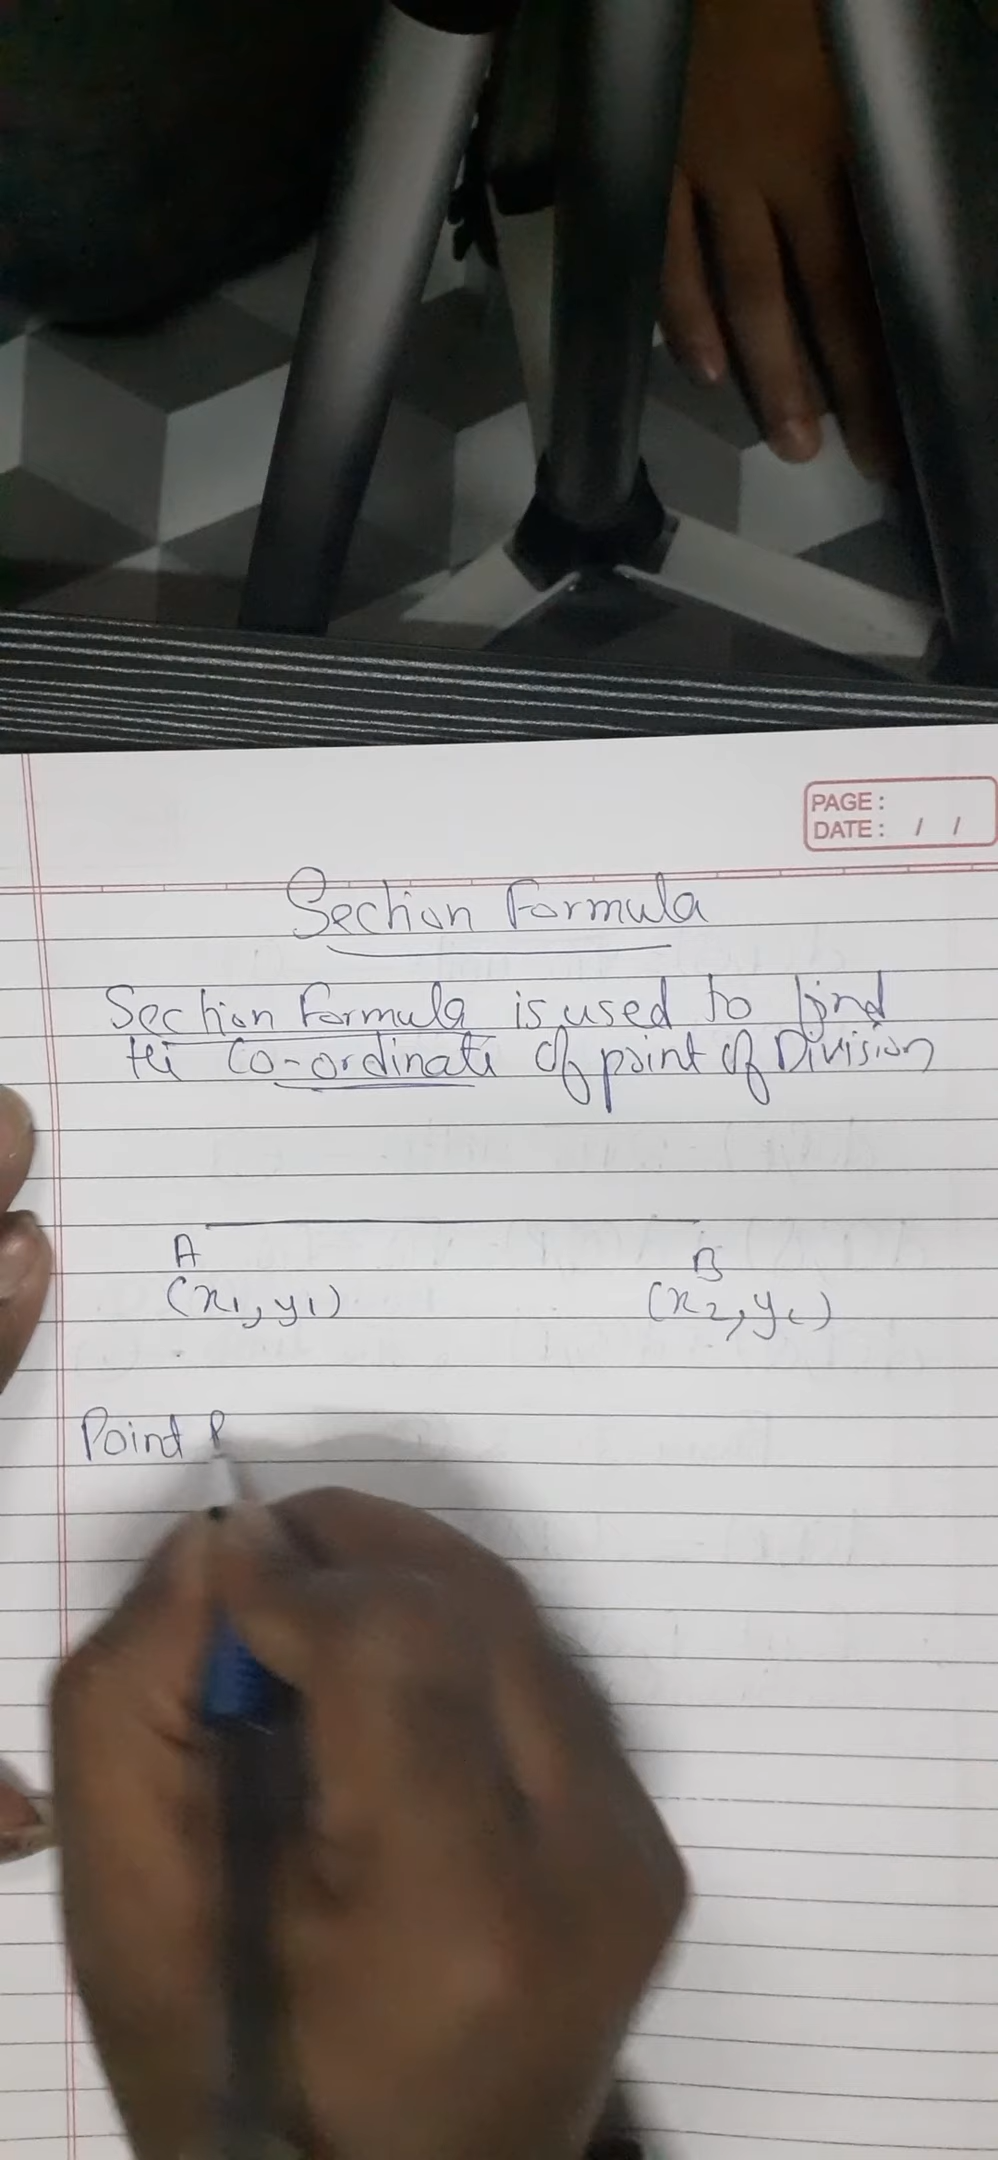 PAGE :
DATE : / /
Section Formula
Section Formula is used to find
the Co-ordinate of point of Division
A B
(x1, y1) (x2, y2)
Point P